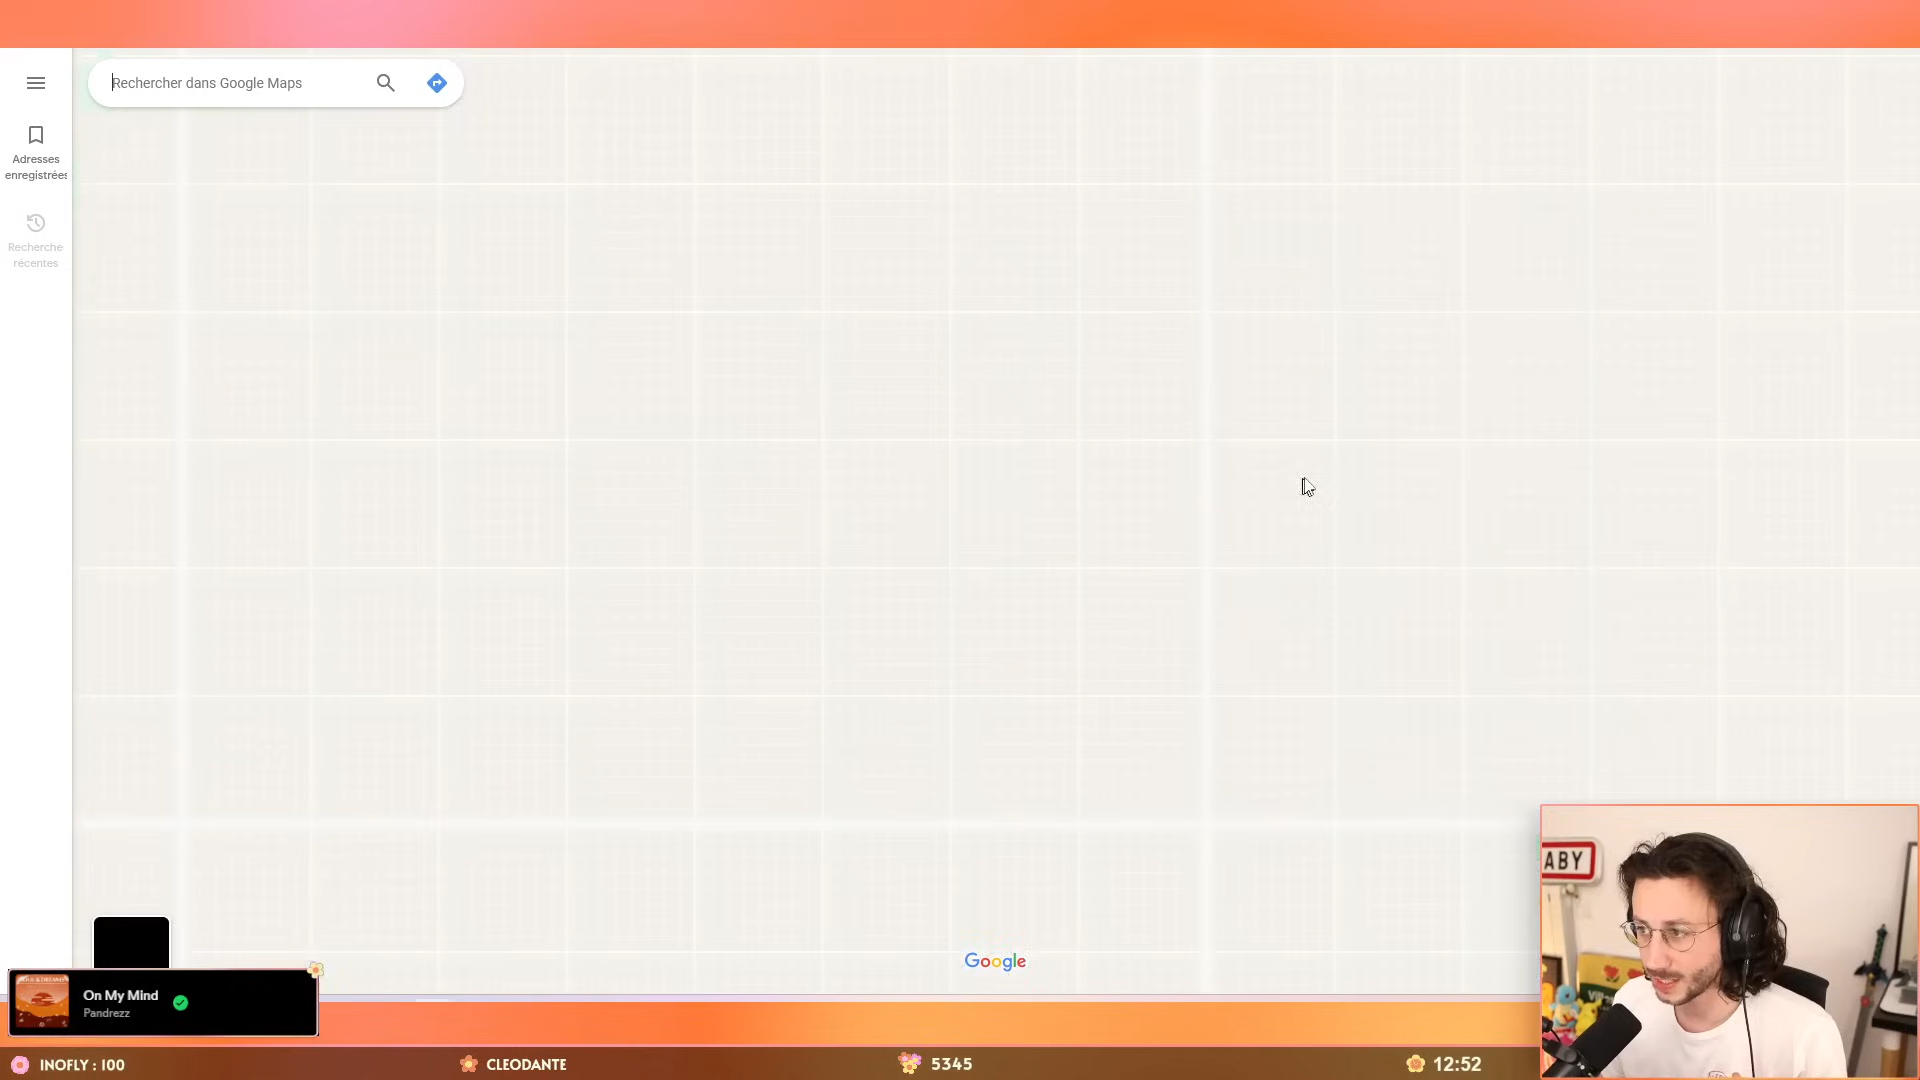 Rechercher dans Google Maps
Adresses
enregistrées
Recherche
récentes
Google
ABY
On My Mind
Pandrezz
INOFLY : 100
CLEODANTE
5345
12:52